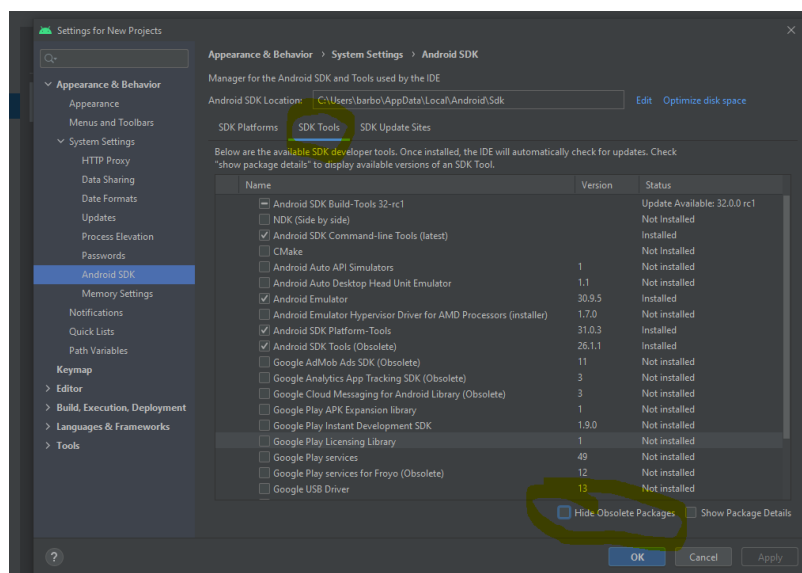 Settings for New Projects
Appearance & Behavior
Appearance
Menus and Toolbars
System Settings
HTTP Proxy
Data Sharing
Date Formats
Updates
Process Elevation
Passwords
Android SDK
Memory Settings
Notifications
Quick Lists
Path Variables
Keymap
Editor
Build, Execution, Deployment
Languages & Frameworks
Tools
Appearance & Behavior › System Settings › Android SDK
Manager for the Android SDK and Tools used by the IDE
Android SDK Location: C:\Users\barbo\AppData\Local\Android\Sdk Edit Optimize disk space
SDK Platforms SDK Tools SDK Update Sites
Below are the available SDK developer tools. Once installed, the IDE will automatically check for updates. Check
"show package details" to display available versions of an SDK Tool.
Name Version Status
Android SDK Build-Tools 32-rc1 Update Available: 32.0.0 rc1
NDK (Side by side) Not Installed
Android SDK Command-line Tools (latest) Installed
CMake Not Installed
Android Auto API Simulators 1 Not installed
Android Auto Desktop Head Unit Emulator 1.1 Not installed
Android Emulator 30.9.5 Installed
Android Emulator Hypervisor Driver for AMD Processors (installer) 1.7.0 Not installed
Android SDK Platform-Tools 31.0.3 Installed
Android SDK Tools (Obsolete) 26.1.1 Installed
Google AdMob Ads SDK (Obsolete) 11 Not installed
Google Analytics App Tracking SDK (Obsolete) 3 Not installed
Google Cloud Messaging for Android Library (Obsolete) 3 Not installed
Google Play APK Expansion library 1 Not installed
Google Play Instant Development SDK 1.9.0 Not installed
Google Play Licensing Library 1 Not installed
Google Play services 49 Not installed
Google Play services for Froyo (Obsolete) 12 Not installed
Google USB Driver 13 Not installed
Hide Obsolete Packages Show Package Details
? OK Cancel Apply